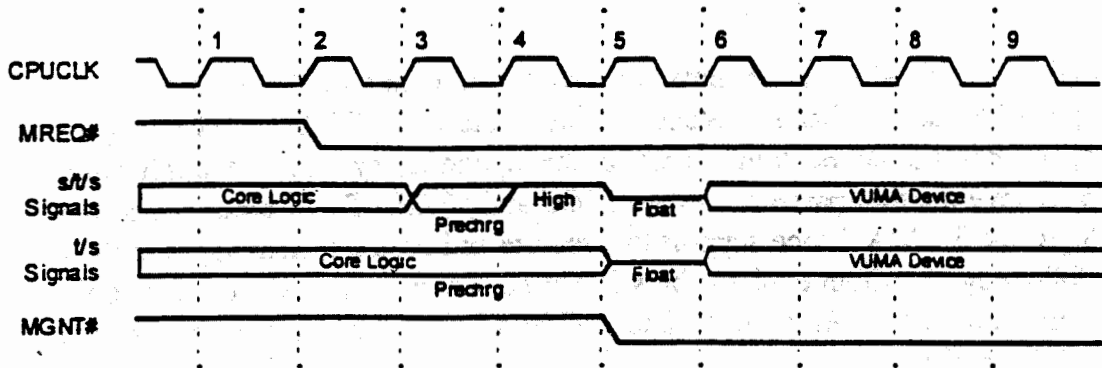 1 2 3 4 5 6 7 8 9
CPUCLK
MREQ#
s/t/s
Signals
Core Logic
High
Float
VUMA Device
Prechrg
t/s
Signals
Core Logic
Float
VUMA Device
Prechrg
MGNT#